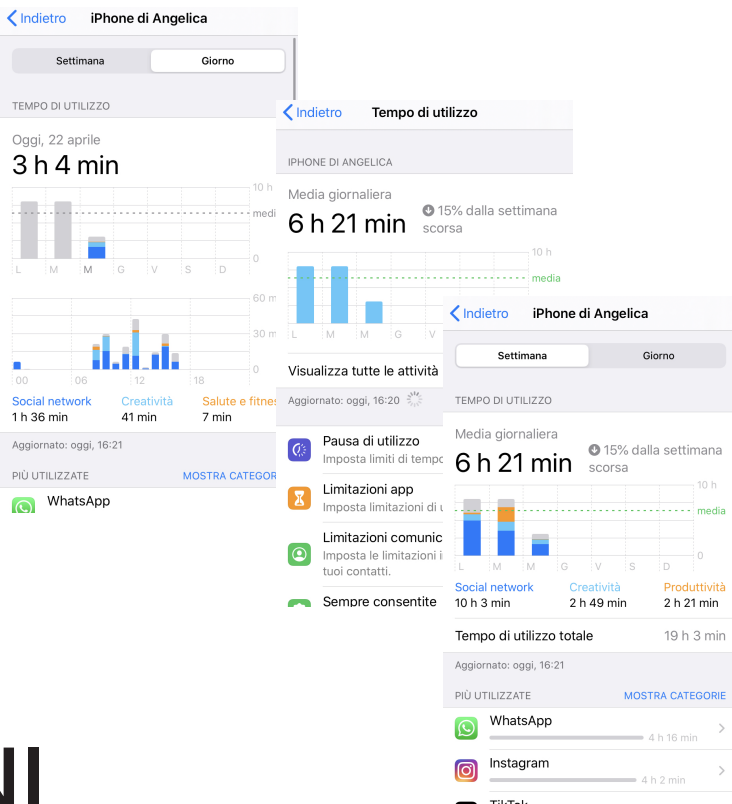 Indietro
iPhone di Angelica
Settimana
Giorno
TEMPO DI UTILIZZO
Oggi, 22 aprile
3 h 4 min
10 h
medi
0
L M M G V S D
60 m
30 m
0
00 06 12 18
Social network Creatività Salute e fitnes
1 h 36 min 41 min 7 min
Aggiornato: oggi, 16:21
PIÙ UTILIZZATE MOSTRA CATEGOR
WhatsApp
Indietro
Tempo di utilizzo
IPHONE DI ANGELICA
Media giornaliera
6 h 21 min
15% dalla settimana
scorsa
10 h
media
L M M G V
Visualizza tutte le attività
Aggiornato: oggi, 16:20
Pausa di utilizzo
Imposta limiti di tempo
Limitazioni app
Imposta limitazioni di
Limitazioni comunic
Imposta le limitazioni
tuoi contatti.
Sempre consentite
Indietro
iPhone di Angelica
Settimana
Giorno
TEMPO DI UTILIZZO
Media giornaliera
6 h 21 min
15% dalla settimana
scorsa
10 h
media
0
L M M G V S D
Social network Creatività Produttività
10 h 3 min 2 h 49 min 2 h 21 min
Tempo di utilizzo totale 19 h 3 min
Aggiornato: oggi, 16:21
PIÙ UTILIZZATE MOSTRA CATEGORIE
WhatsApp
4 h 16 min
Instagram
4 h 2 min
TikTok
NI